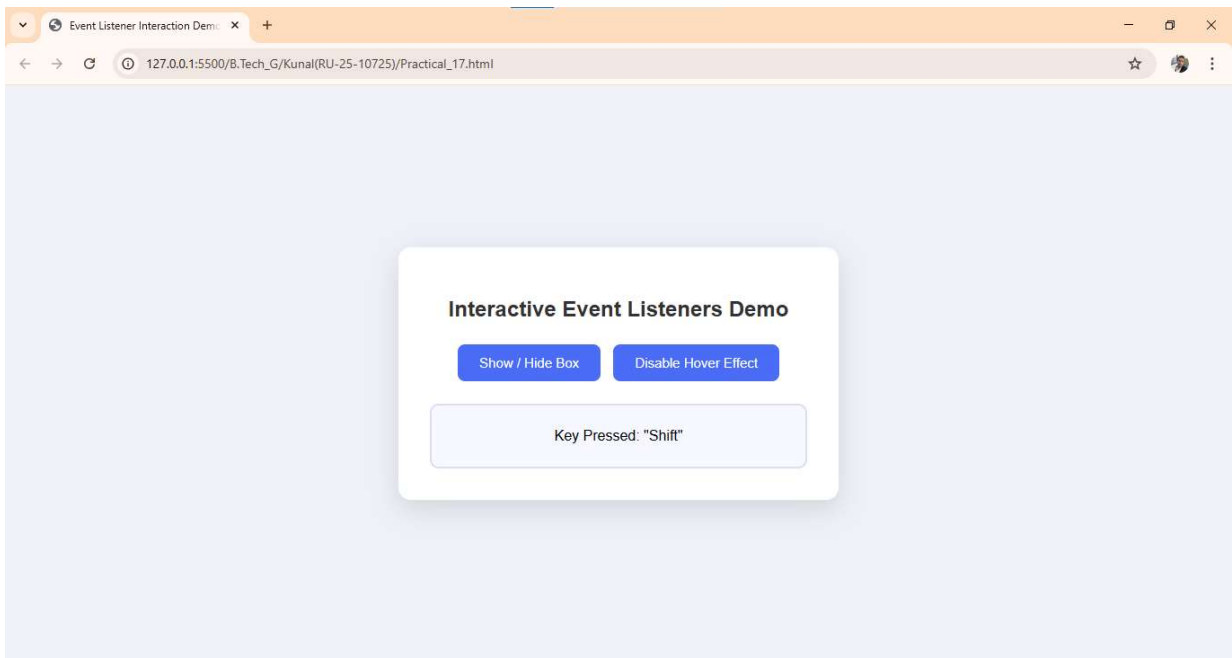 Event Listener Interaction Demo
127.0.0.1:5500/B.Tech_G/Kunal(RU-25-10725)/Practical_17.html
Interactive Event Listeners Demo
Show / Hide Box
Disable Hover Effect
Key Pressed: "Shift"